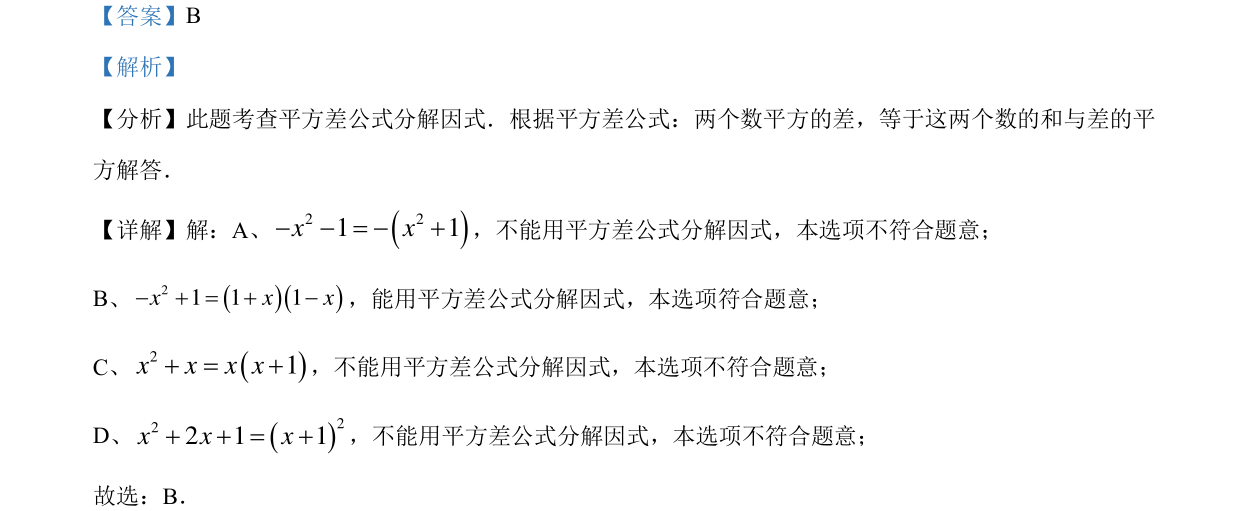 【答案】B
【解析】
【分析】此题考查平方差公式分解因式．根据平方差公式：两个数平方的差，等于这两个数的和与差的平
方解答．
【详解】解：A、$-x^2-1=-\left(x^2+1\right)$，不能用平方差公式分解因式，本选项不符合题意；
B、$-x^2+1=(1+x)(1-x)$，能用平方差公式分解因式，本选项符合题意；
C、$x^2+x=x(x+1)$，不能用平方差公式分解因式，本选项不符合题意；
D、$x^2+2x+1=(x+1)^2$，不能用平方差公式分解因式，本选项不符合题意；
故选：B．